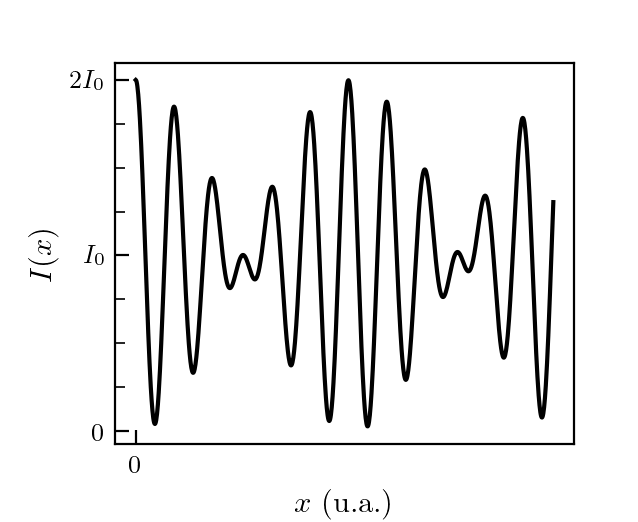 2I₀
I(x)
I₀
0
0
x (u.a.)